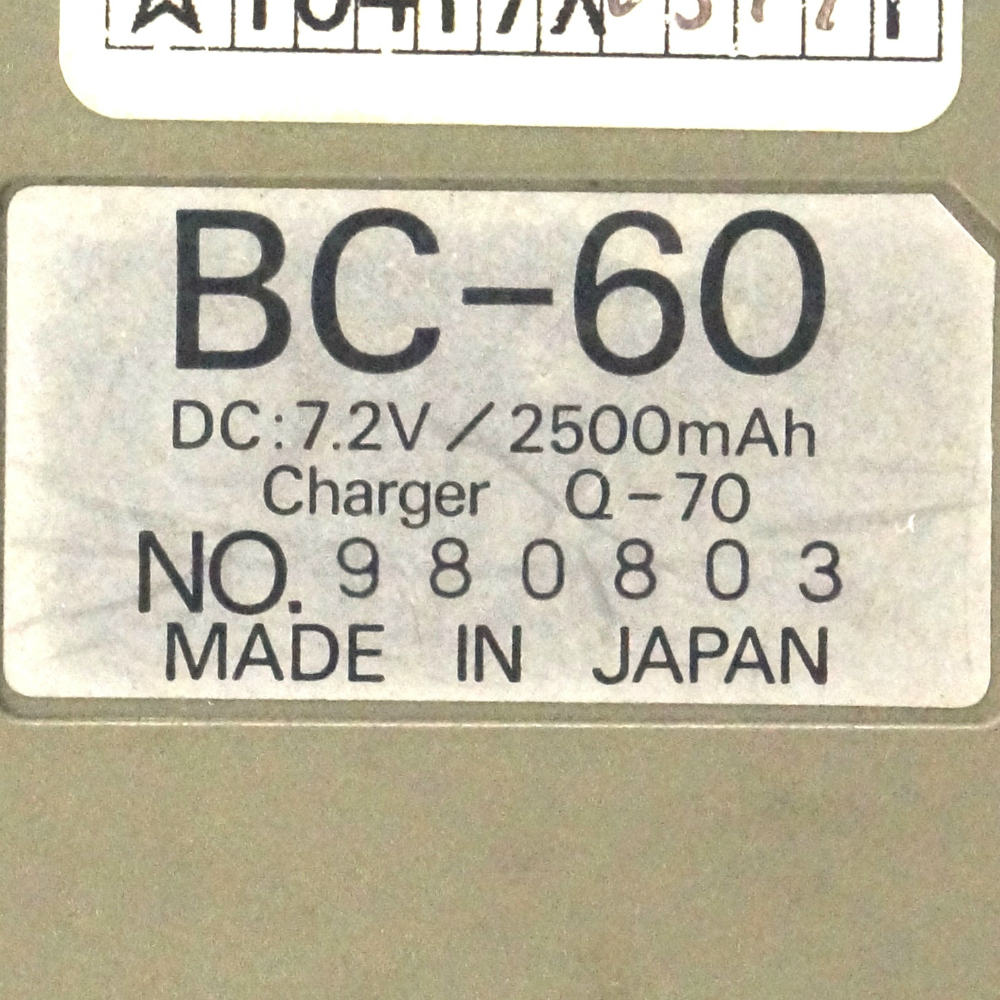 BC-60
DC:7.2V/2500mAh
Charger Q-70
NO. 980803
MADE IN JAPAN